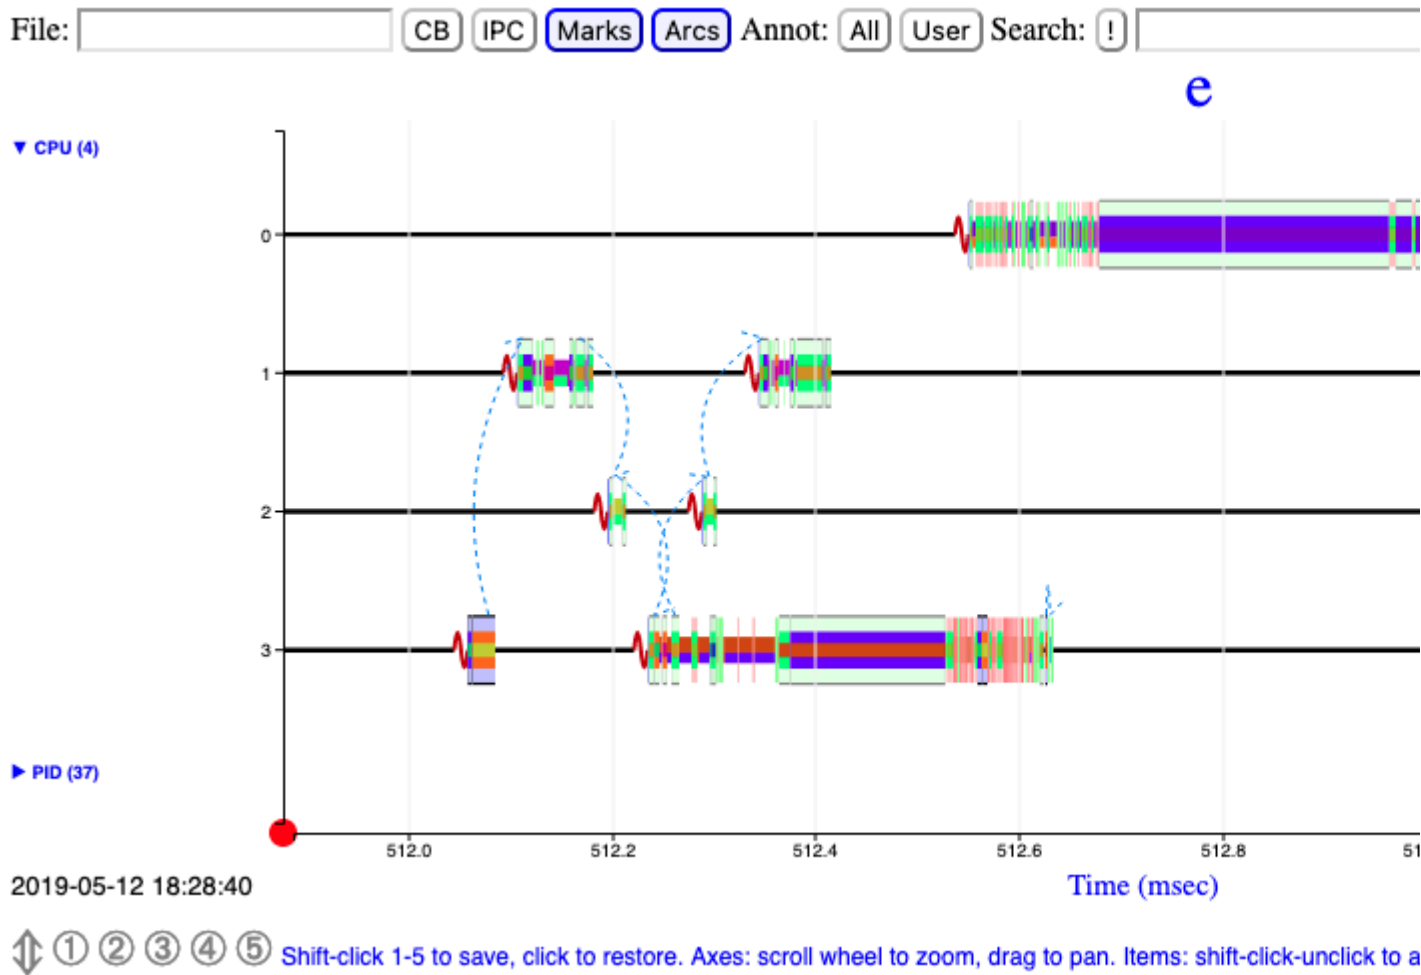 File: CB IPC Marks Arcs Annot: All User Search: !
e
▼ CPU (4)
0
1
2
3
▶ PID (37)
512.0 512.2 512.4 512.6 512.8 51
2019-05-12 18:28:40 Time (msec)
① ② ③ ④ ⑤ Shift-click 1-5 to save, click to restore. Axes: scroll wheel to zoom, drag to pan. Items: shift-click-unclick to a